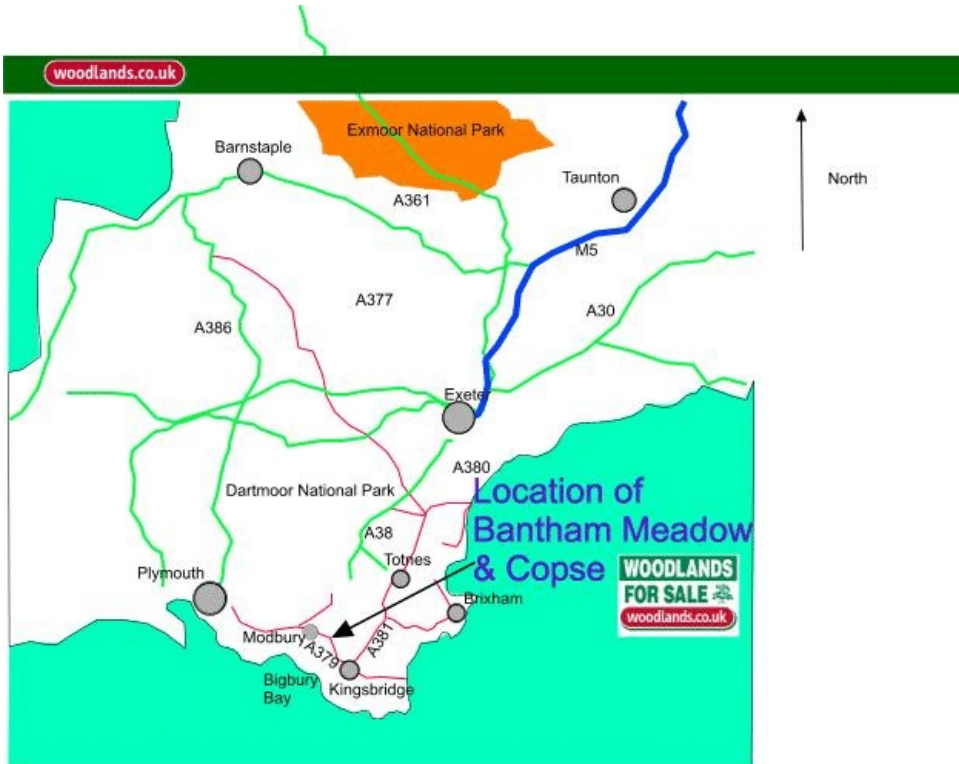 woodlands.co.uk
Exmoor National Park
Barnstaple
Taunton
North
A361
M5
A377
A30
A386
Exeter
A380
Dartmoor National Park
Location of
Bantham Meadow
& Copse
A38
Totnes
WOODLANDS
FOR SALE
woodlands.co.uk
Plymouth
Brixham
Modbury
A379
A381
Bigbury
Bay
Kingsbridge